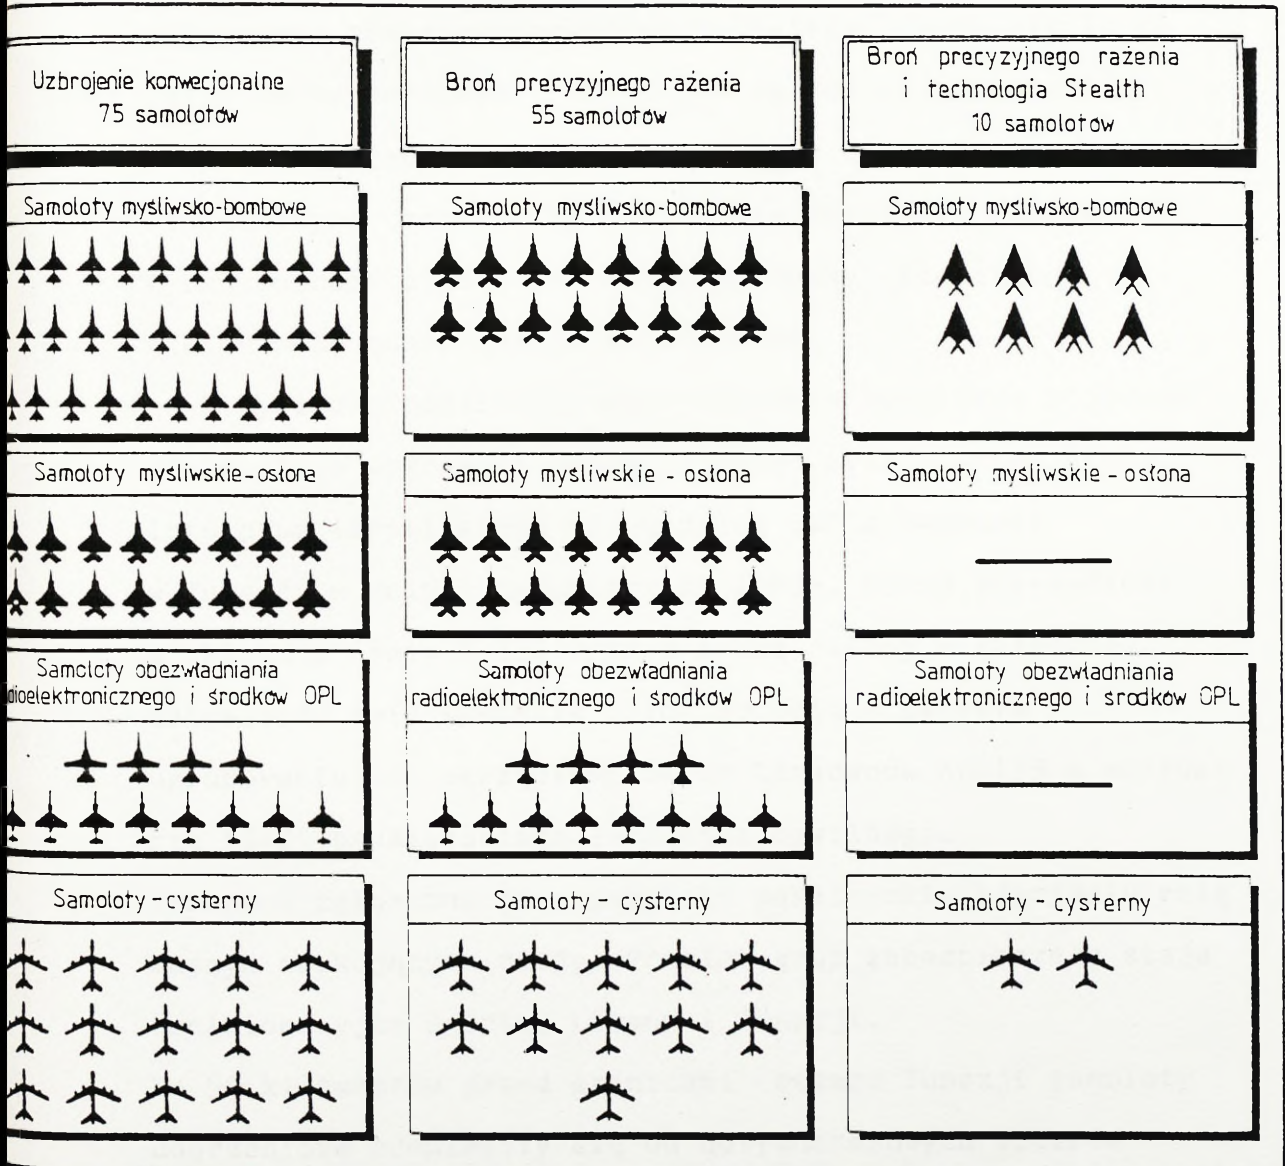 Uzbrojenie konwecjonalne
75 samolotów
Broń precyzyjnego rażenia
55 samolotów
Broń precyzyjnego rażenia
i technologia Stealth
10 samolotów
Samoloty myśliwsko-bombowe
Samoloty myśliwsko-bombowe
Samoloty myśliwsko-bombowe
Samoloty myśliwskie-osłona
Samoloty myśliwskie - osłona
Samoloty myśliwskie - osłona
Samoloty obezwładniania
dioelektronicznego i środków OPL
Samoloty obezwładniania
radioelektronicznego i środków OPL
Samoloty obezwładniania
radioelektronicznego i środków OPL
Samoloty-cysterny
Samoloty - cysterny
Samoloty - cysterny